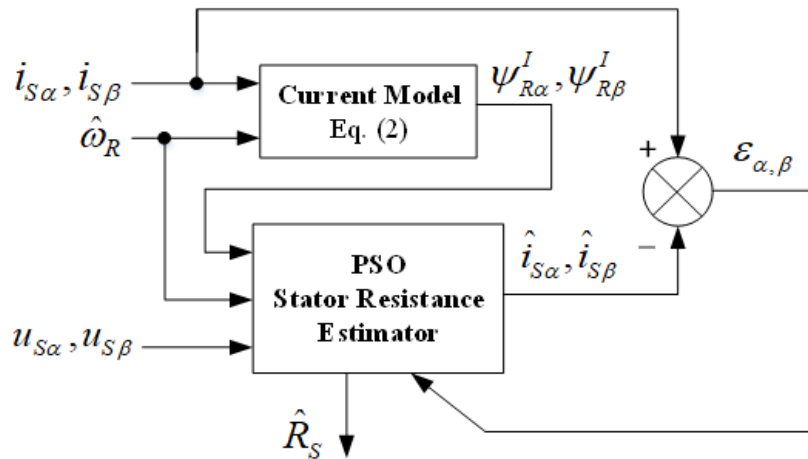 i_{Sα}, i_{Sβ}
ω̂_R
Current Model
Eq. (2)
ψ^I_{Rα}, ψ^I_{Rβ}
+
−
ε_{α,β}
PSO
Stator Resistance
Estimator
î_{Sα}, î_{Sβ}
u_{Sα}, u_{Sβ}
R̂_S